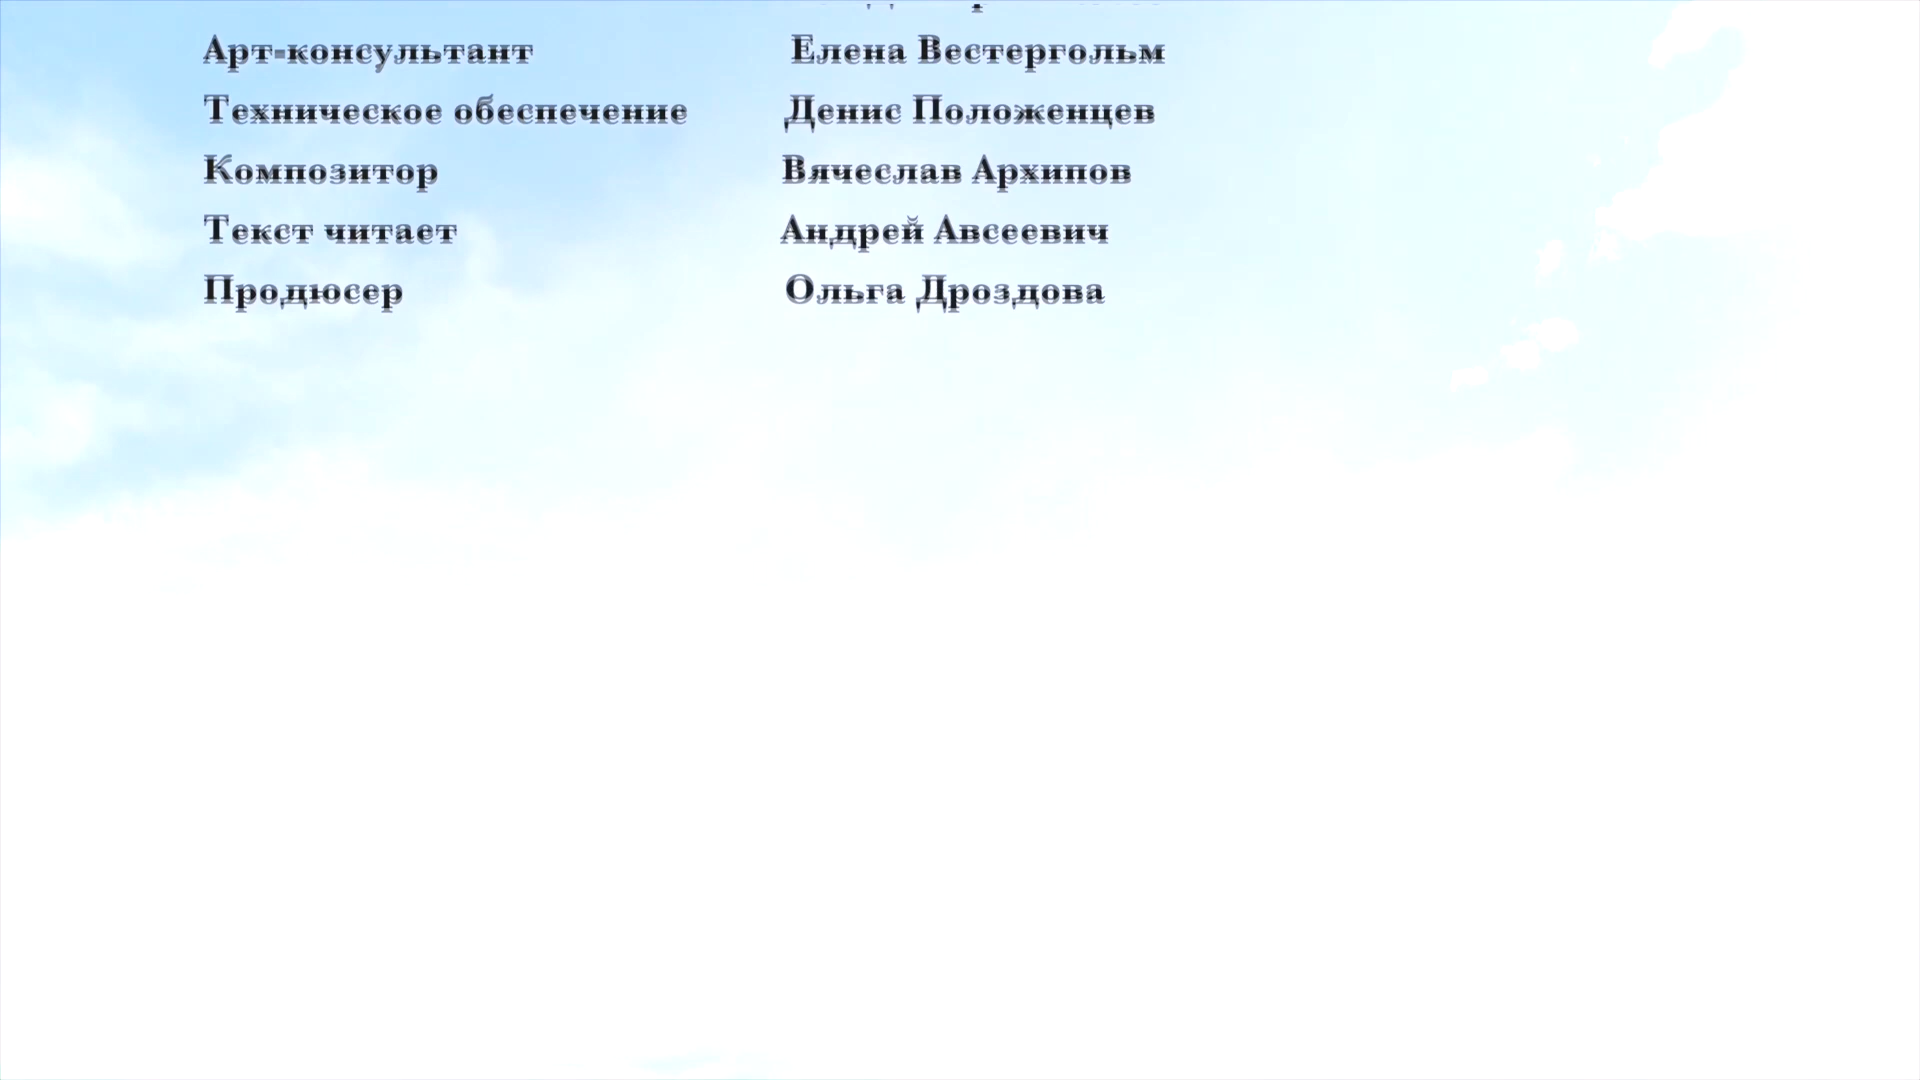 Арт-консультант Елена Вестергольм
Техническое обеспечение Денис Положенцев
Композитор Вячеслав Архипов
Текст читает Андрей Авсеевич
Продюсер Ольга Дроздова